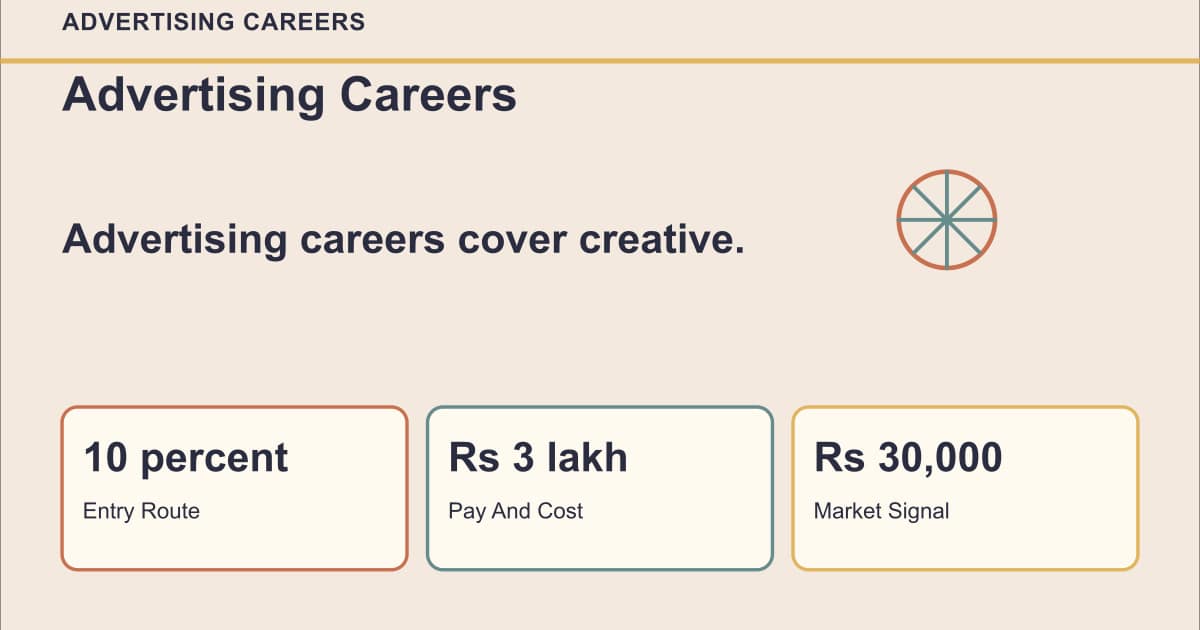 ADVERTISING CAREERS
Advertising Careers
Advertising careers cover creative.
10 percent
Entry Route
Rs 3 lakh
Pay And Cost
Rs 30,000
Market Signal